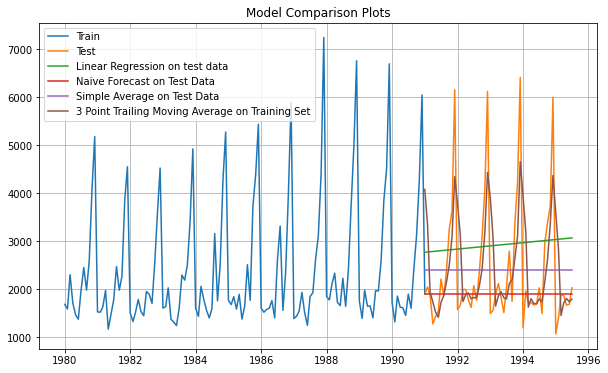 Model Comparison Plots
Train
Test
Linear Regression on test data
Naive Forecast on Test Data
Simple Average on Test Data
3 Point Trailing Moving Average on Training Set
7000
6000
5000
4000
3000
2000
1000
1980 1982 1984 1986 1988 1990 1992 1994 1996